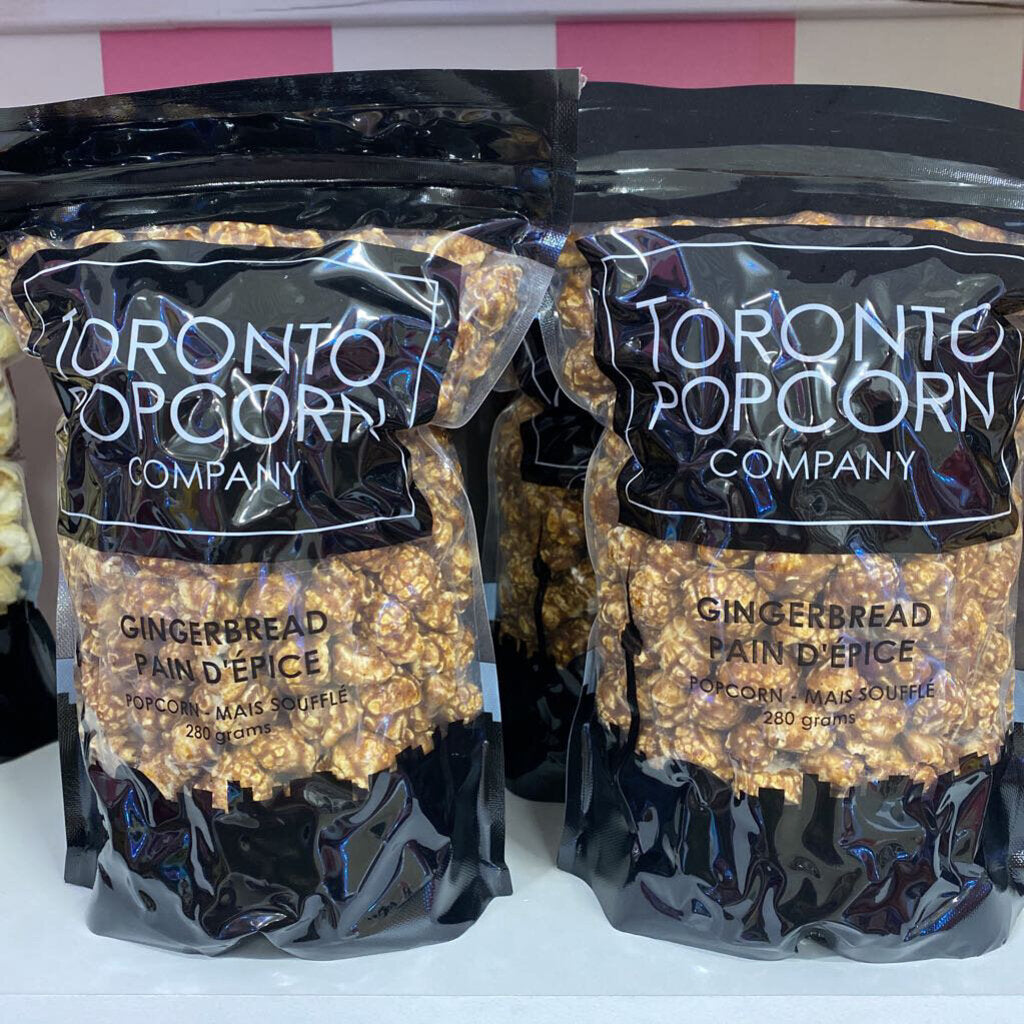 TORONTO
POPCORN
COMPANY
GINGERBREAD
PAIN D'ÉPICE
POPCORN - MAIS SOUFFLÉ
280 grams
TORONTO
POPCORN
COMPANY
GINGERBREAD
PAIN D'ÉPICE
POPCORN - MAIS SOUFFLÉ
280 grams